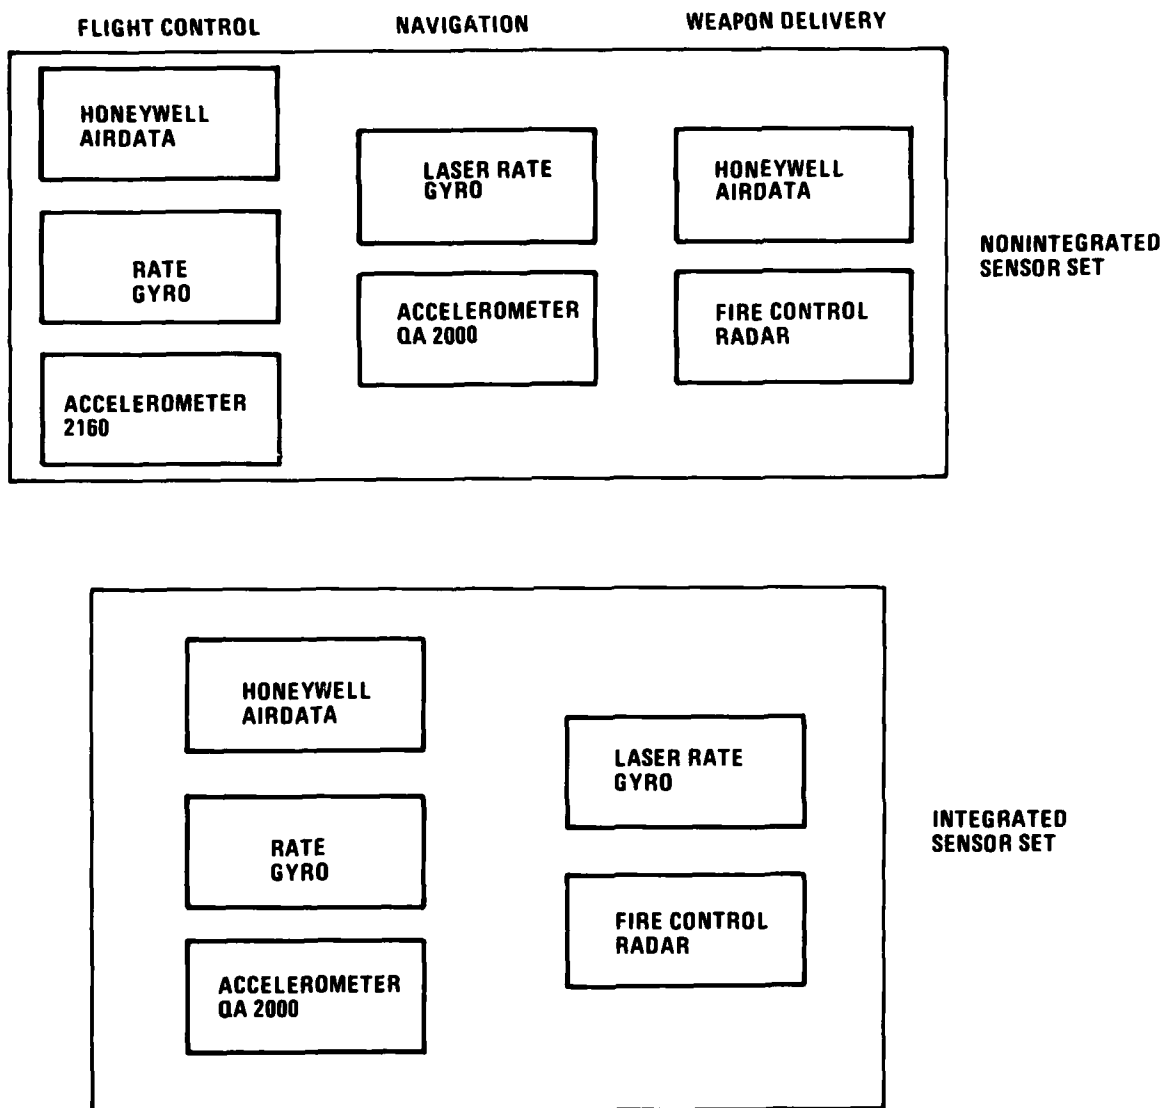 FLIGHT CONTROL
NAVIGATION
WEAPON DELIVERY
HONEYWELL
AIRDATA
RATE
GYRO
ACCELEROMETER
2160
LASER RATE
GYRO
ACCELEROMETER
QA 2000
HONEYWELL
AIRDATA
FIRE CONTROL
RADAR
NONINTEGRATED
SENSOR SET
HONEYWELL
AIRDATA
RATE
GYRO
ACCELEROMETER
QA 2000
LASER RATE
GYRO
FIRE CONTROL
RADAR
INTEGRATED
SENSOR SET